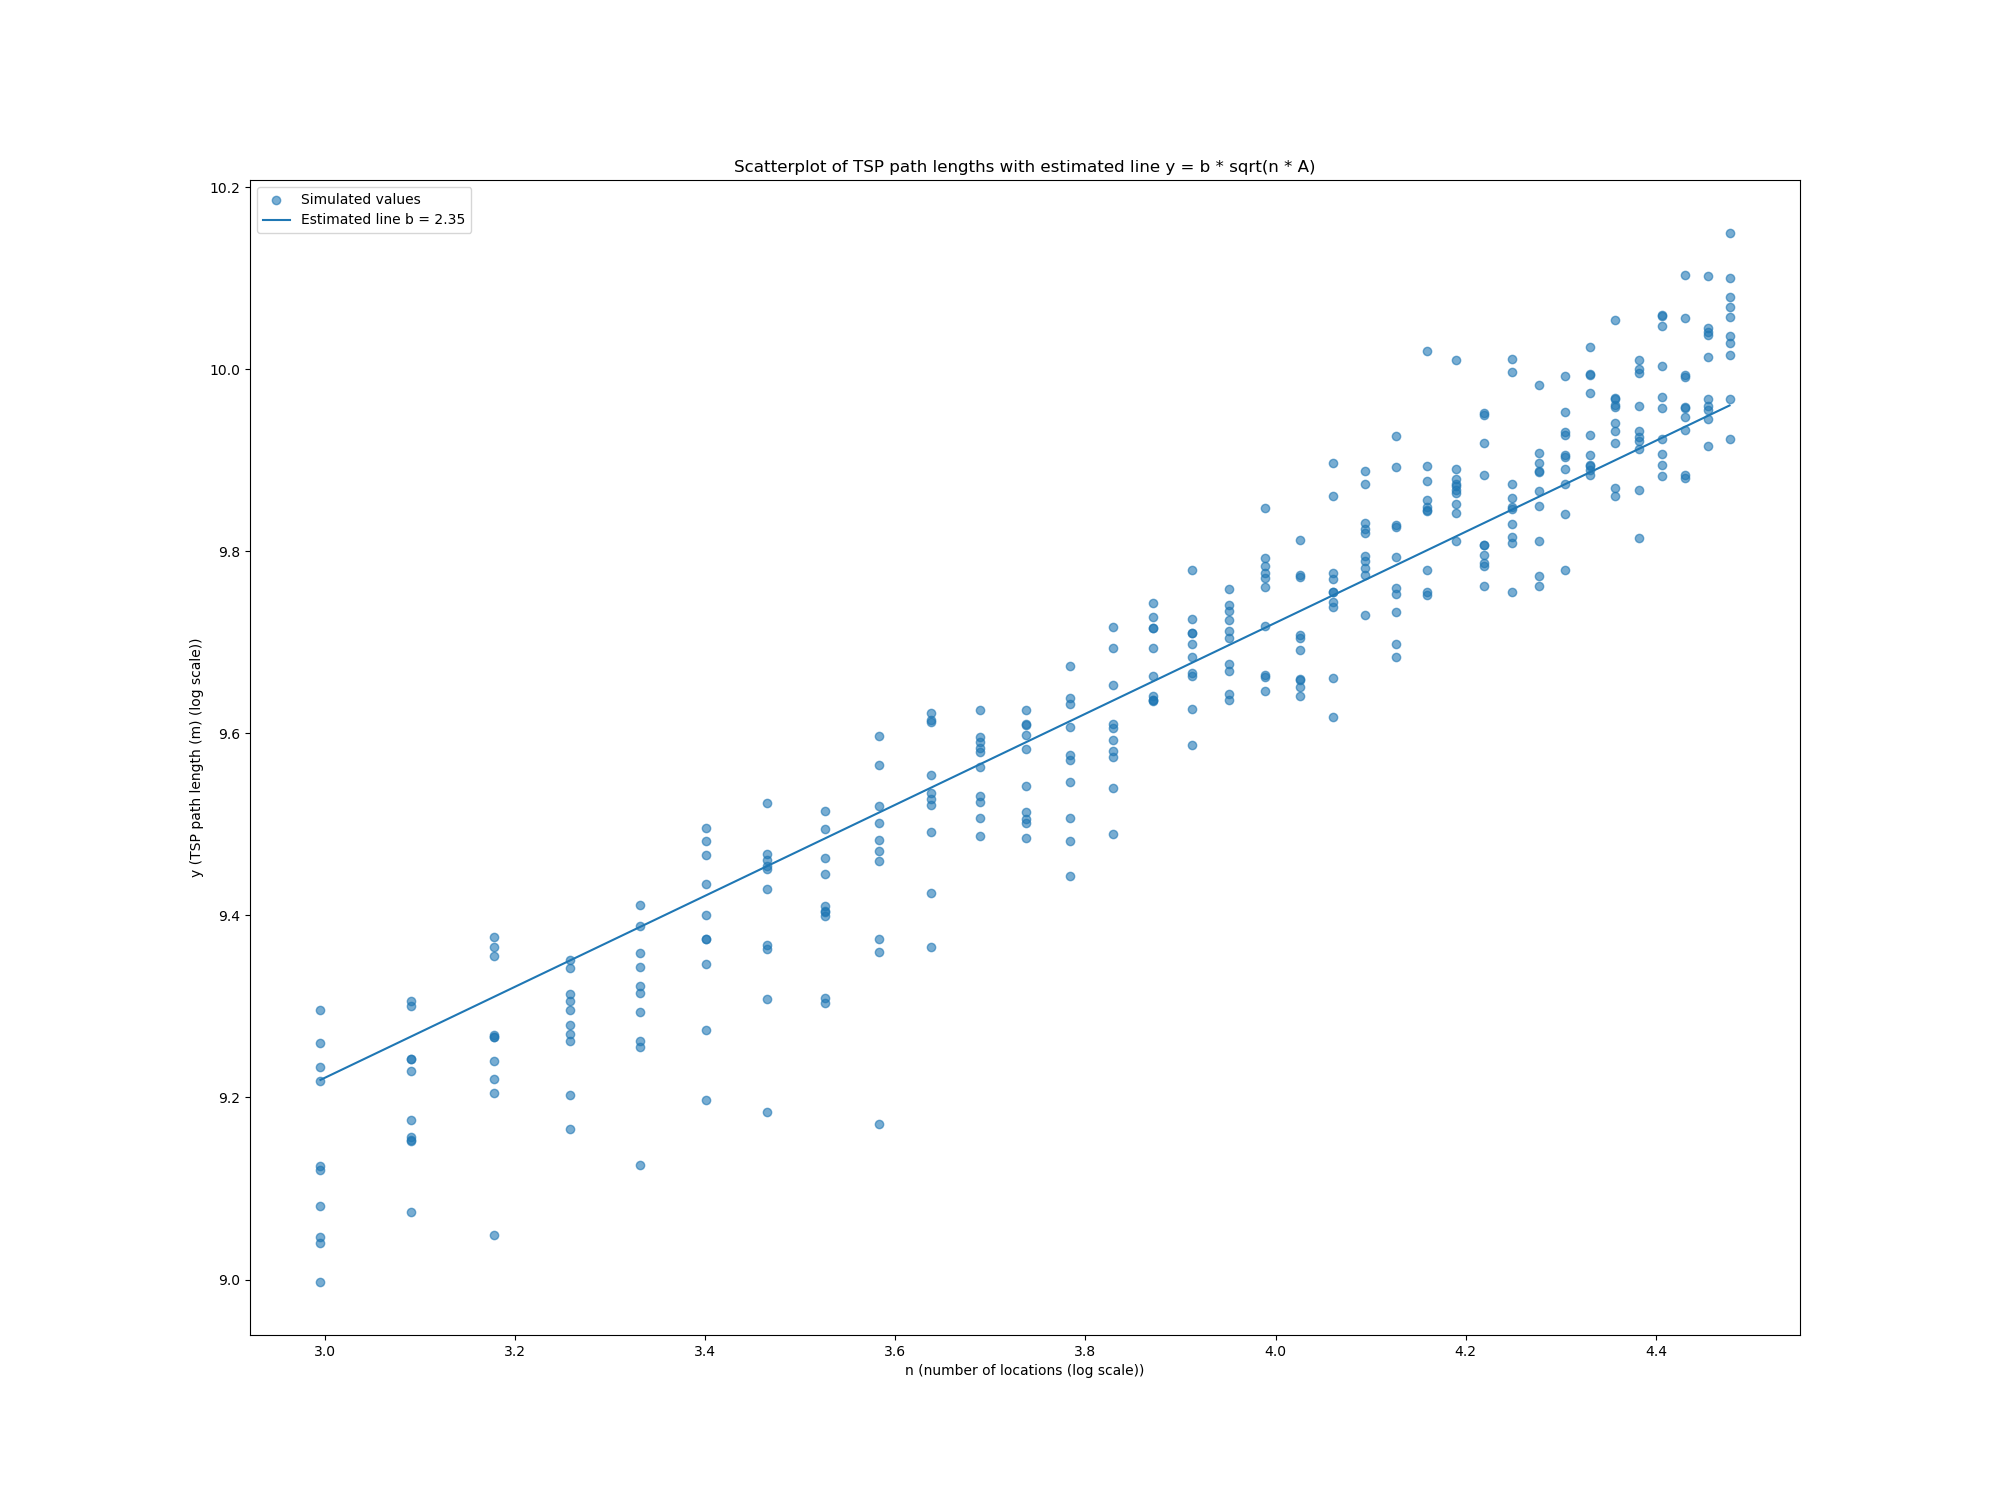 Scatterplot of TSP path lengths with estimated line y = b * sqrt(n * A)
Simulated values
Estimated line b = 2.35
y (TSP path length (m) (log scale))
10.2
10.0
9.8
9.6
9.4
9.2
9.0
3.0 3.2 3.4 3.6 3.8 4.0 4.2 4.4
n (number of locations (log scale))